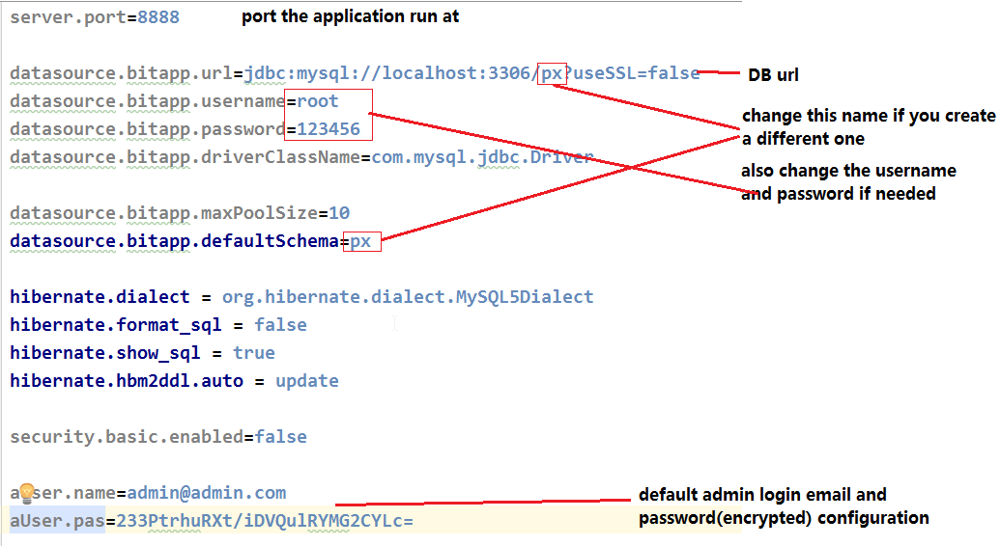 server.port=8888 port the application run at
datasource.bitapp.url=jdbc:mysql://localhost:3306/px?useSSL=false DB url
datasource.bitapp.username=root
change this name if you create
datasource.bitapp.password=123456
a different one
datasource.bitapp.driverClassName=com.mysql.jdbc.Driver
also change the username
and password if needed
datasource.bitapp.maxPoolSize=10
datasource.bitapp.defaultSchema=px
hibernate.dialect = org.hibernate.dialect.MySQL5Dialect
hibernate.format_sql = false
hibernate.show_sql = true
hibernate.hbm2ddl.auto = update
security.basic.enabled=false
aUser.name=admin@admin.com default admin login email and
aUser.pas=233PtrhuRXt/iDVQulRYMG2CYLc= password(encrypted) configuration